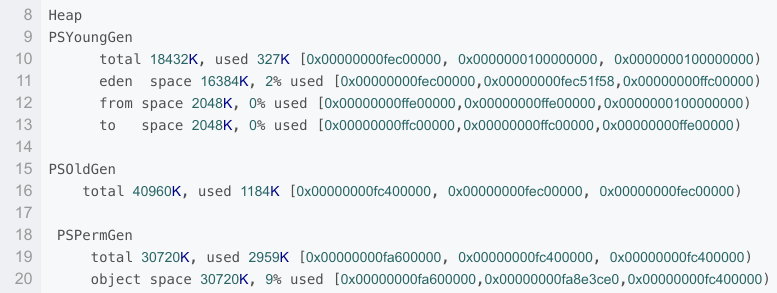 8 Heap
9 PSYoungGen
10 total 18432K, used 327K [0x00000000fec00000, 0x0000000100000000, 0x0000000100000000)
11 eden  space 16384K, 2% used [0x00000000fec00000,0x00000000fec51f58,0x00000000ffc00000)
12 from space 2048K, 0% used [0x00000000ffe00000,0x00000000ffe00000,0x0000000100000000)
13 to   space 2048K, 0% used [0x00000000ffc00000,0x00000000ffc00000,0x00000000ffe00000)
14
15 PSOldGen
16 total 40960K, used 1184K [0x00000000fc400000, 0x00000000fec00000, 0x00000000fec00000)
17
18 PSPermGen
19 total 30720K, used 2959K [0x00000000fa600000, 0x00000000fc400000, 0x00000000fc400000)
20 object space 30720K, 9% used [0x00000000fa600000,0x00000000fa8e3ce0,0x00000000fc400000)